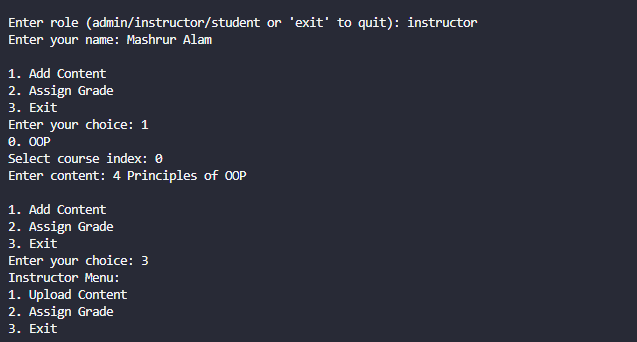 Enter role (admin/instructor/student or 'exit' to quit): instructor
Enter your name: Mashrur Alam
1. Add Content
2. Assign Grade
3. Exit
Enter your choice: 1
0. OOP
Select course index: 0
Enter content: 4 Principles of OOP
1. Add Content
2. Assign Grade
3. Exit
Enter your choice: 3
Instructor Menu:
1. Upload Content
2. Assign Grade
3. Exit